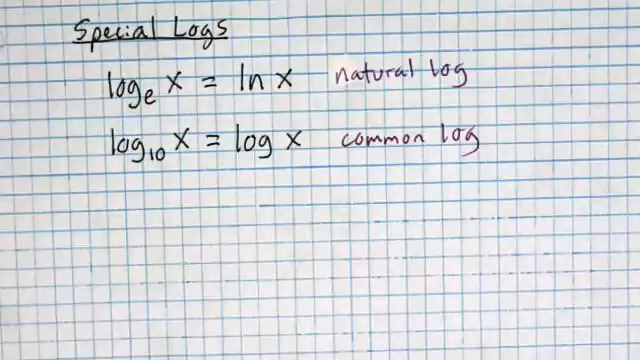 Special Logs
logₑ x = ln x natural log
log₁₀ x = log x common log